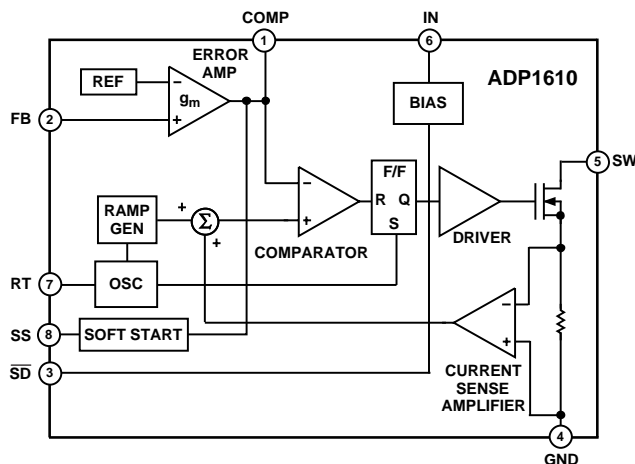 COMP
1
IN
6
ERROR
AMP
ADP1610
REF
−
gm
+
BIAS
FB
2
5
SW
F/F
R Q
S
−
+
RAMP
GEN
+
Σ
+
COMPARATOR
DRIVER
RT
7
OSC
−
+
SS
8
SOFT START
SD
3
CURRENT
SENSE
AMPLIFIER
4
GND